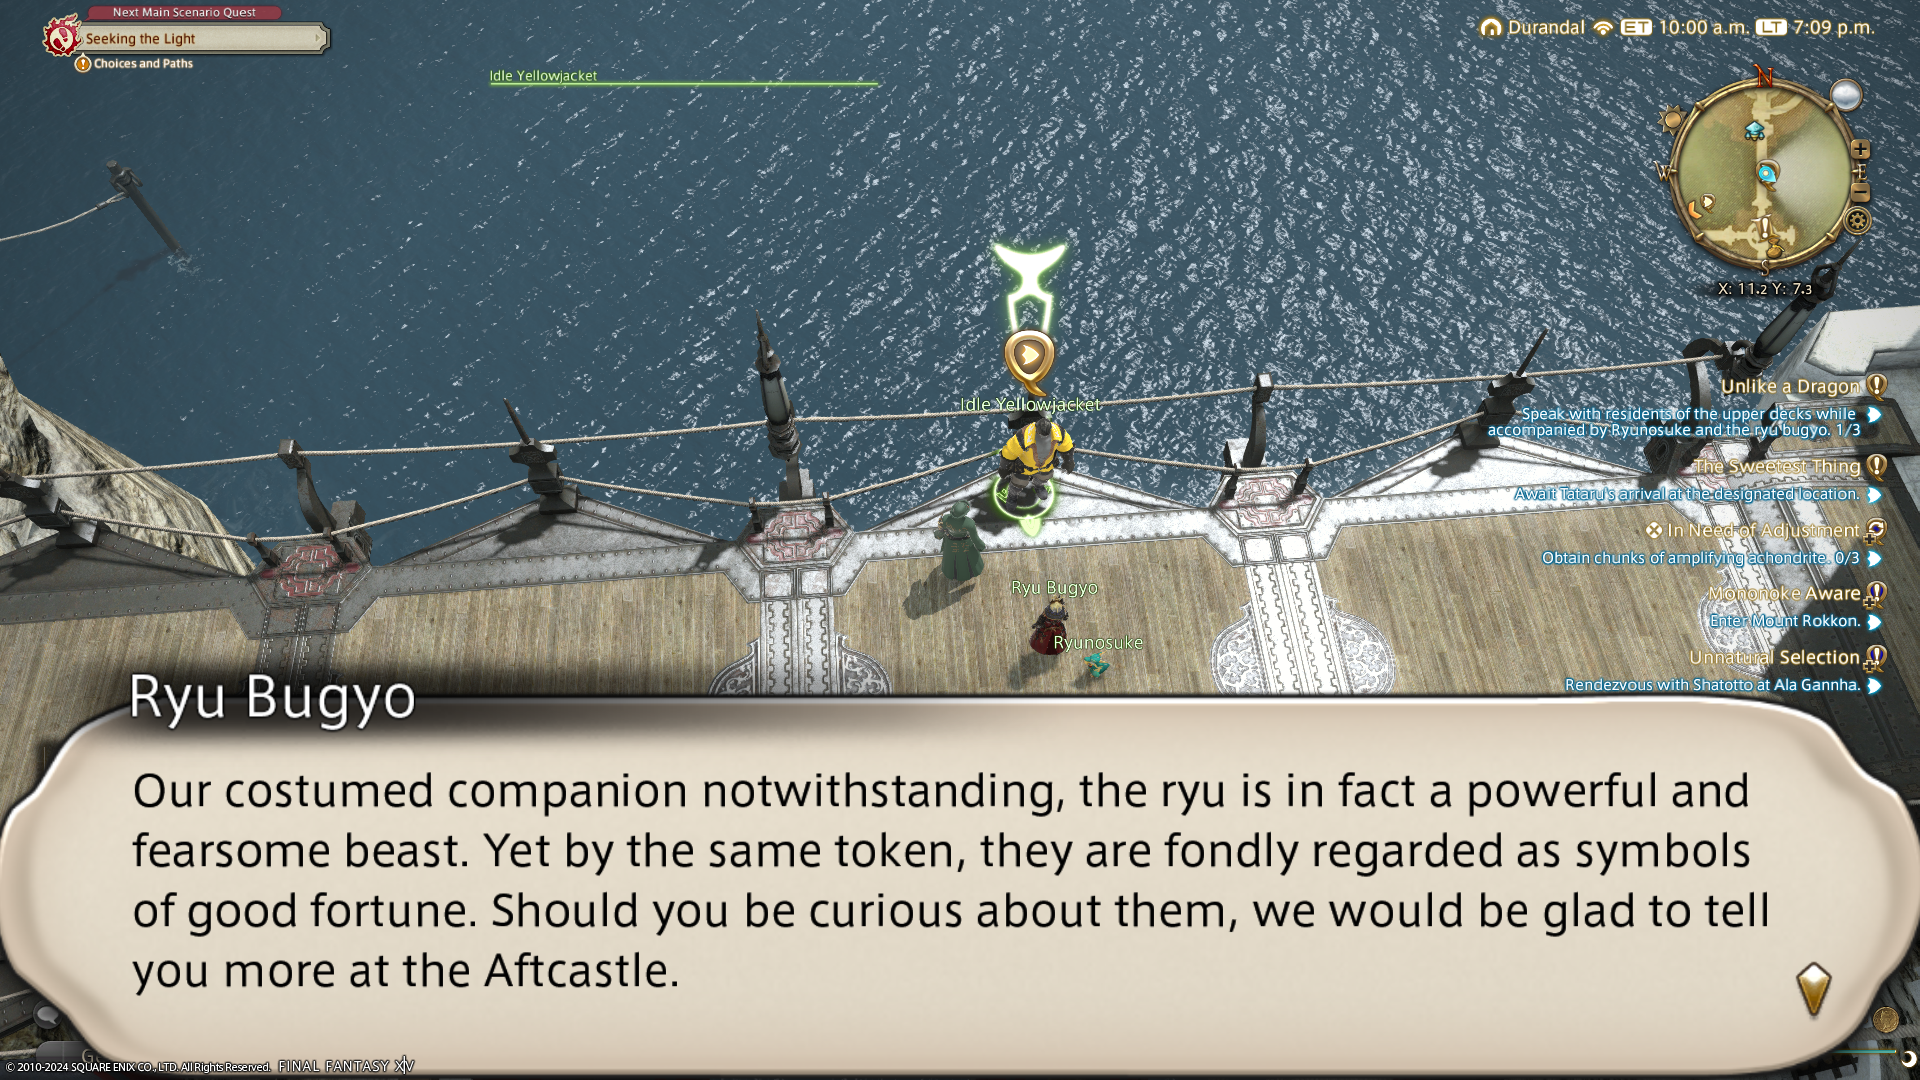 Next Main Scenario Quest
Seeking the Light
Choices and Paths
Idle Yellowjacket
Durandal ET 10:00 a.m. LT 7:09 p.m.
N
W
E
S
X: 11.2 Y: 7.3
Unlike a Dragon
Speak with residents of the upper decks while
accompanied by Ryunosuke and the ryu bugyo. 1/3
The Sweetest Thing
Await Tataru's arrival at the designated location.
In Need of Adjustment
Obtain chunks of amplifying achondrite. 0/3
Mononoke Aware
Enter Mount Rokkon.
Unnatural Selection
Rendezvous with Shatotto at Ala Gannha.
Idle Yellowjacket
Ryu Bugyo
Ryunosuke
Ryu Bugyo
Our costumed companion notwithstanding, the ryu is in fact a powerful and
fearsome beast. Yet by the same token, they are fondly regarded as symbols
of good fortune. Should you be curious about them, we would be glad to tell
you more at the Aftcastle.
© 2010-2024 SQUARE ENIX CO., LTD. All Rights Reserved. FINAL FANTASY XIV